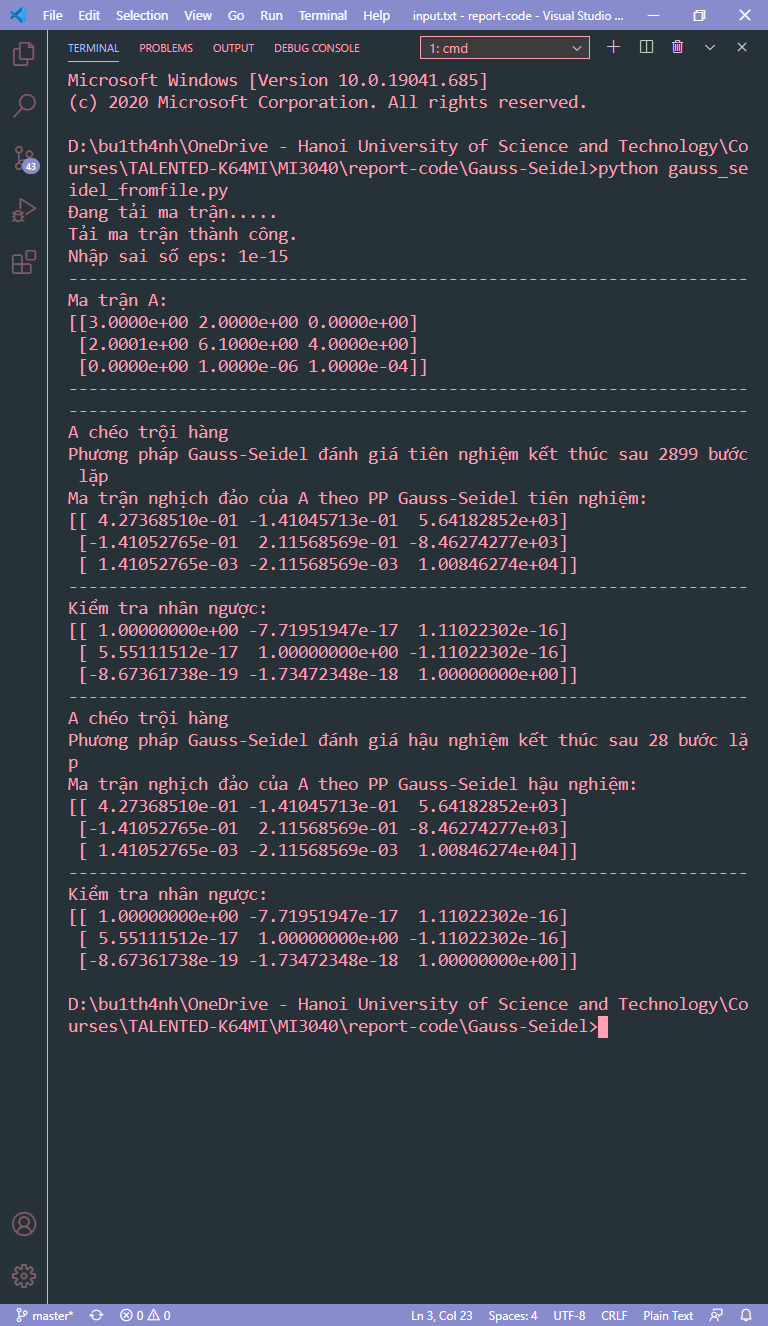 File Edit Selection View Go Run Terminal Help input.txt - report-code - Visual Studio ...
TERMINAL PROBLEMS OUTPUT DEBUG CONSOLE 1: cmd
Microsoft Windows [Version 10.0.19041.685]
(c) 2020 Microsoft Corporation. All rights reserved.
D:\bu1th4nh\OneDrive - Hanoi University of Science and Technology\Co
urses\TALENTED-K64MI\MI3040\report-code\Gauss-Seidel>python gauss_se
idel_fromfile.py
Đang tải ma trận.....
Tải ma trận thành công.
Nhập sai số eps: 1e-15
--------------------------------------------------------------------
Ma trận A:
[[3.0000e+00 2.0000e+00 0.0000e+00]
[2.0001e+00 6.1000e+00 4.0000e+00]
[0.0000e+00 1.0000e-06 1.0000e-04]]
--------------------------------------------------------------------
--------------------------------------------------------------------
A chéo trội hàng
Phương pháp Gauss-Seidel đánh giá tiên nghiệm kết thúc sau 2899 bước
lặp
Ma trận nghịch đảo của A theo PP Gauss-Seidel tiên nghiệm:
[[ 4.27368510e-01 -1.41045713e-01  5.64182852e+03]
[-1.41052765e-01  2.11568569e-01 -8.46274277e+03]
[ 1.41052765e-03 -2.11568569e-03  1.00846274e+04]]
--------------------------------------------------------------------
Kiểm tra nhân ngược:
[[ 1.00000000e+00 -7.71951947e-17  1.11022302e-16]
[ 5.55111512e-17  1.00000000e+00 -1.11022302e-16]
[-8.67361738e-19 -1.73472348e-18  1.00000000e+00]]
--------------------------------------------------------------------
A chéo trội hàng
Phương pháp Gauss-Seidel đánh giá hậu nghiệm kết thúc sau 28 bước lặ
p
Ma trận nghịch đảo của A theo PP Gauss-Seidel hậu nghiệm:
[[ 4.27368510e-01 -1.41045713e-01  5.64182852e+03]
[-1.41052765e-01  2.11568569e-01 -8.46274277e+03]
[ 1.41052765e-03 -2.11568569e-03  1.00846274e+04]]
--------------------------------------------------------------------
Kiểm tra nhân ngược:
[[ 1.00000000e+00 -7.71951947e-17  1.11022302e-16]
[ 5.55111512e-17  1.00000000e+00 -1.11022302e-16]
[-8.67361738e-19 -1.73472348e-18  1.00000000e+00]]
D:\bu1th4nh\OneDrive - Hanoi University of Science and Technology\Co
urses\TALENTED-K64MI\MI3040\report-code\Gauss-Seidel>
43
master* 0 0 Ln 3, Col 23 Spaces: 4 UTF-8 CRLF Plain Text